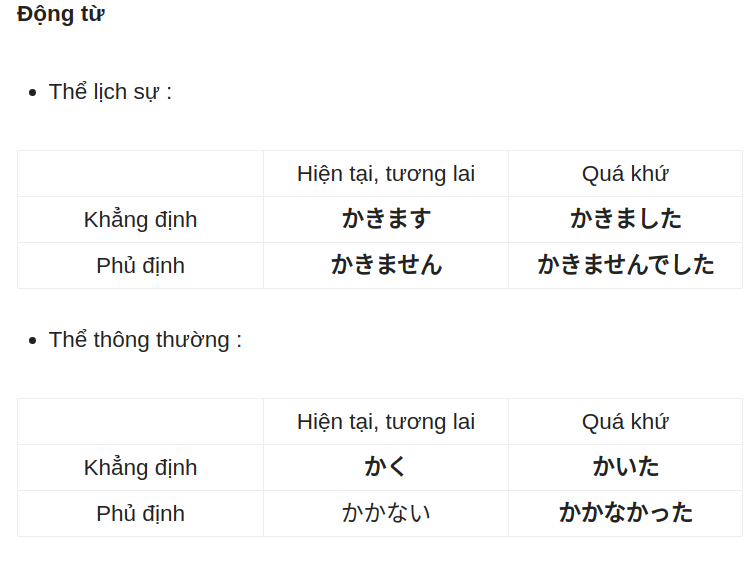 Động từ
Thể lịch sự :
Hiện tại, tương lai Quá khứ
Khẳng định かきます かきました
Phủ định かきません かきませんでした
Thể thông thường :
Hiện tại, tương lai Quá khứ
Khẳng định かく かいた
Phủ định かかない かかなかった